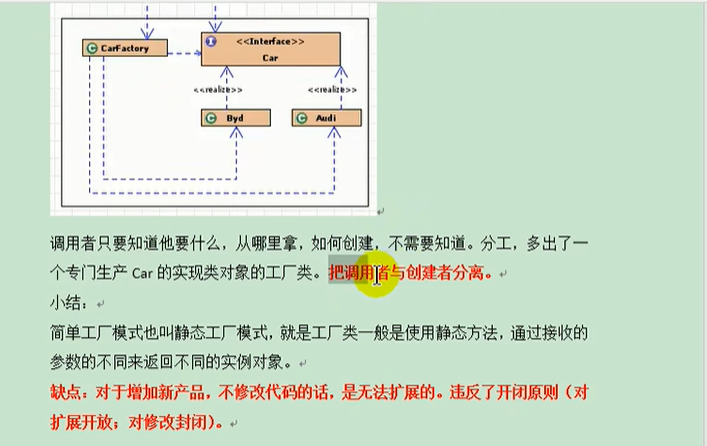 CarFactory
<<Interface>>
Car
<<realize>>
<<realize>>
Byd
Audi
调用者只要知道他要什么，从哪里拿，如何创建，不需要知道。分工，多出了一
个专门生产 Car 的实现类对象的工厂类。把调用者与创建者分离。
小结：
简单工厂模式也叫静态工厂模式，就是工厂类一般是使用静态方法，通过接收的
参数的不同来返回不同的实例对象。
缺点：对于增加新产品，不修改代码的话，是无法扩展的。违反了开闭原则（对
扩展开放；对修改封闭）。